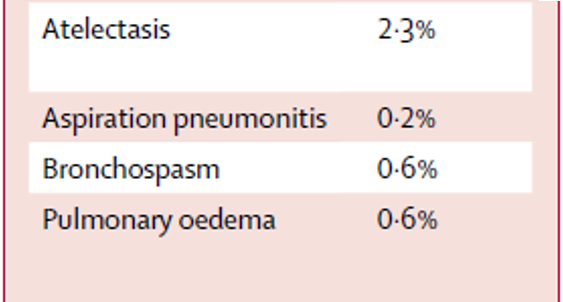 Atelectasis 2·3%
Aspiration pneumonitis 0·2%
Bronchospasm 0·6%
Pulmonary oedema 0·6%